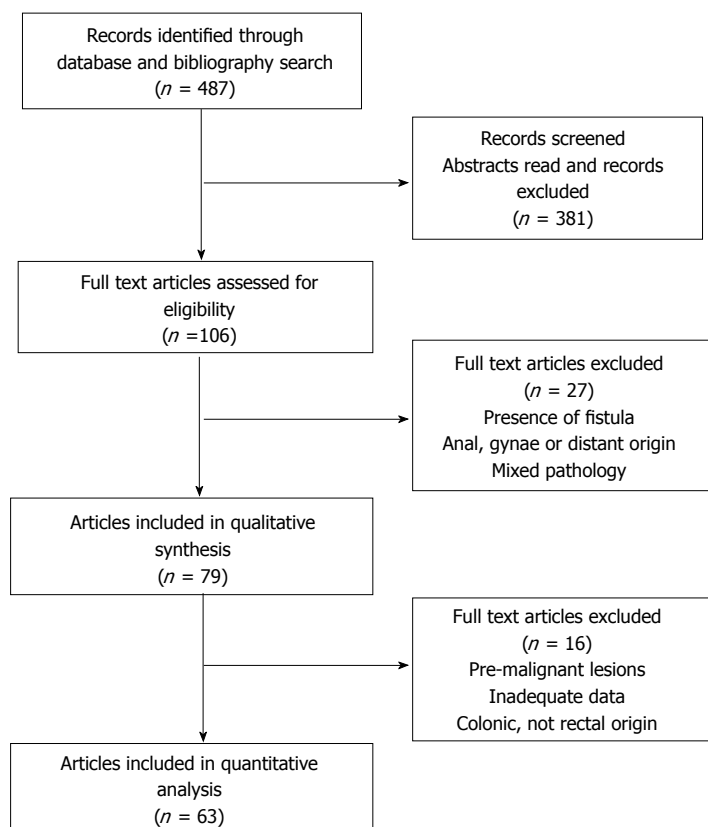 Records identified through
database and bibliography search
(n = 487)
Records screened
Abstracts read and records
excluded
(n = 381)
Full text articles assessed for
eligibility
(n =106)
Full text articles excluded
(n = 27)
Presence of fistula
Anal, gynae or distant origin
Mixed pathology
Articles included in qualitative
synthesis
(n = 79)
Full text articles excluded
(n = 16)
Pre-malignant lesions
Inadequate data
Colonic, not rectal origin
Articles included in quantitative
analysis
(n = 63)